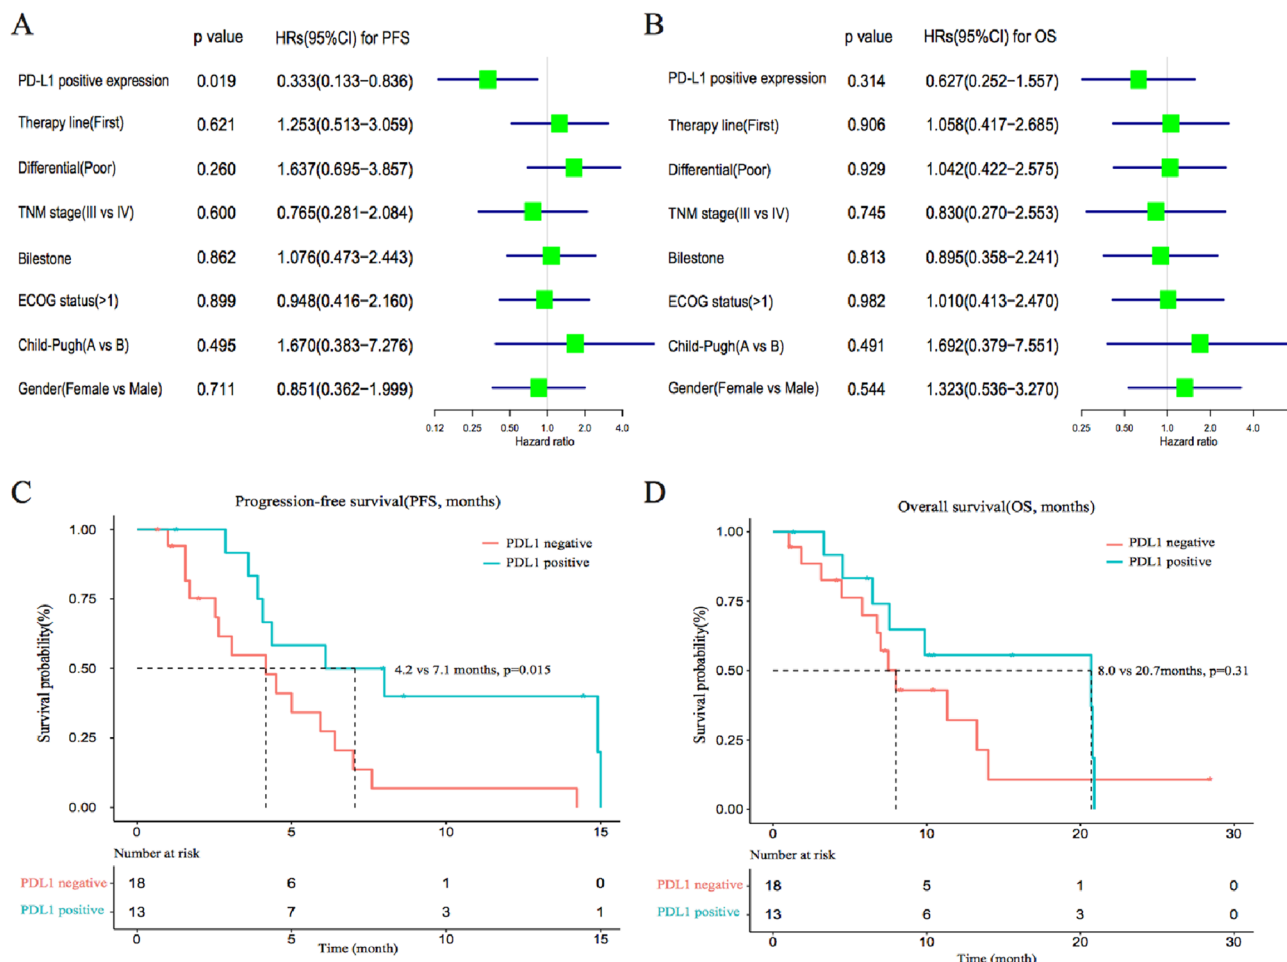 A
p value HRs(95%CI) for PFS
PD-L1 positive expression 0.019 0.333(0.133−0.836)
Therapy line(First) 0.621 1.253(0.513−3.059)
Differential(Poor) 0.260 1.637(0.695−3.857)
TNM stage(III vs IV) 0.600 0.765(0.281−2.084)
Bilestone 0.862 1.076(0.473−2.443)
ECOG status(>1) 0.899 0.948(0.416−2.160)
Child-Pugh(A vs B) 0.495 1.670(0.383−7.276)
Gender(Female vs Male) 0.711 0.851(0.362−1.999)
0.12 0.25 0.50 1.0 2.0 4.0
Hazard ratio
B
p value HRs(95%CI) for OS
PD-L1 positive expression 0.314 0.627(0.252−1.557)
Therapy line(First) 0.906 1.058(0.417−2.685)
Differential(Poor) 0.929 1.042(0.422−2.575)
TNM stage(III vs IV) 0.745 0.830(0.270−2.553)
Bilestone 0.813 0.895(0.358−2.241)
ECOG status(>1) 0.982 1.010(0.413−2.470)
Child-Pugh(A vs B) 0.491 1.692(0.379−7.551)
Gender(Female vs Male) 0.544 1.323(0.536−3.270)
0.25 0.50 1.0 2.0 4.0
Hazard ratio
C
Progression-free survival(PFS, months)
PDL1 negative
PDL1 positive
Survival probability(%)
1.00
0.75
0.50
0.25
0.00
4.2 vs 7.1 months, p=0.015
0 5 10 15
Number at risk
PDL1 negative 18 6 1 0
PDL1 positive 13 7 3 1
0 5 10 15
Time (month)
D
Overall survival(OS, months)
PDL1 negative
PDL1 positive
Survival probability(%)
1.00
0.75
0.50
0.25
0.00
8.0 vs 20.7months, p=0.31
0 10 20 30
Number at risk
PDL1 negative 18 5 1 0
PDL1 positive 13 6 3 0
0 10 20 30
Time (month)